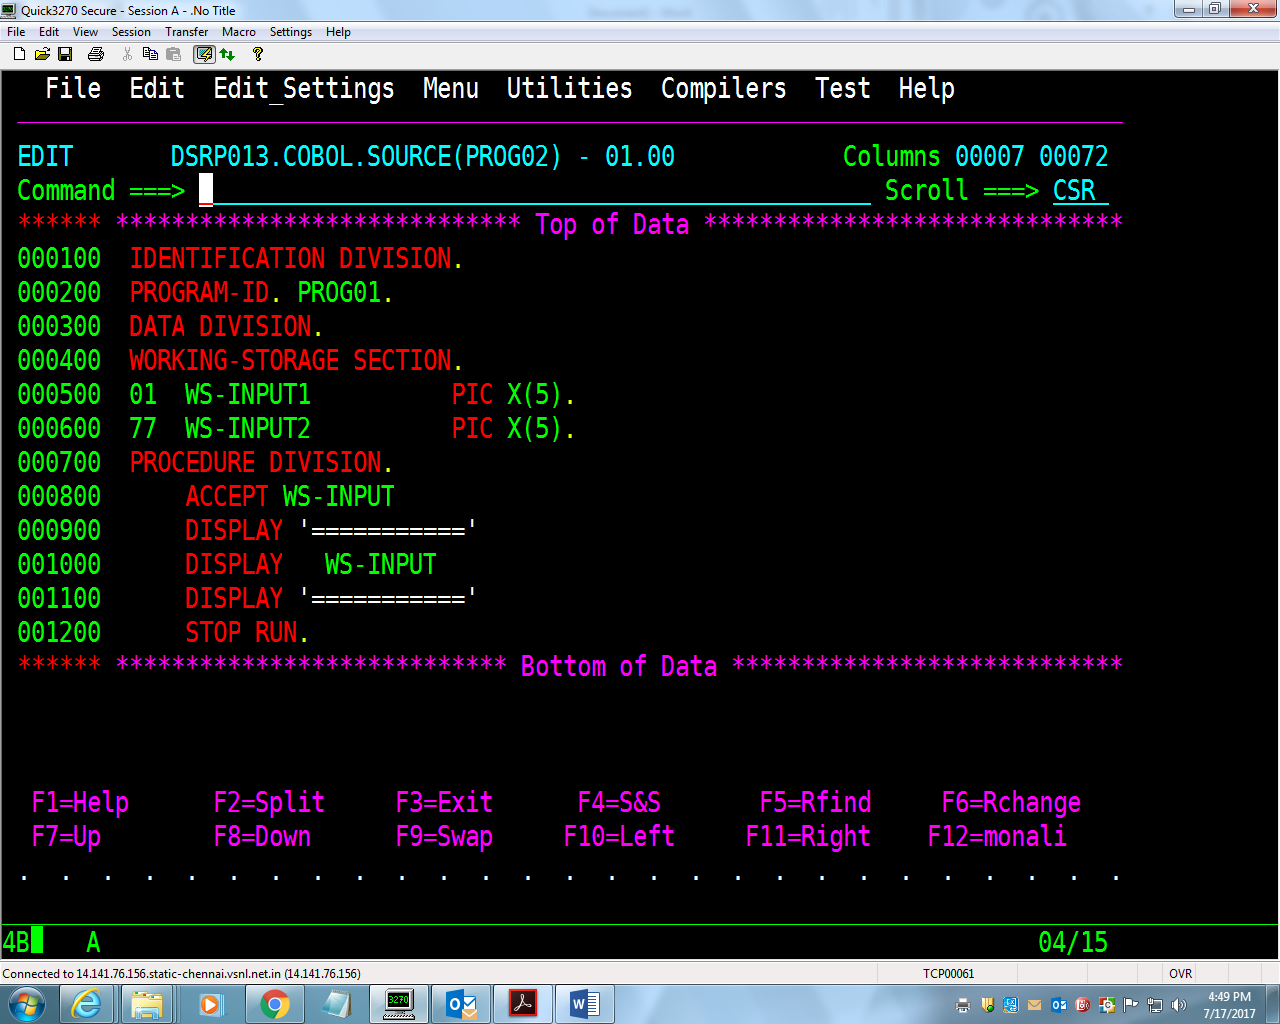 Quick3270 Secure - Session A - .No Title
File Edit View Session Transfer Macro Settings Help
File Edit Edit_Settings Menu Utilities Compilers Test Help
EDIT DSRP013.COBOL.SOURCE(PROG02) - 01.00 Columns 00007 00072
Command ===> Scroll ===> CSR
****** ***************************** Top of Data ******************************
000100 IDENTIFICATION DIVISION.
000200 PROGRAM-ID. PROG01.
000300 DATA DIVISION.
000400 WORKING-STORAGE SECTION.
000500 01 WS-INPUT1 PIC X(5).
000600 77 WS-INPUT2 PIC X(5).
000700 PROCEDURE DIVISION.
000800 ACCEPT WS-INPUT
000900 DISPLAY '==========='
001000 DISPLAY WS-INPUT
001100 DISPLAY '==========='
001200 STOP RUN.
****** **************************** Bottom of Data ****************************
F1=Help F2=Split F3=Exit F4=S&S F5=Rfind F6=Rchange
F7=Up F8=Down F9=Swap F10=Left F11=Right F12=monali
. . . . . . . . . . . . . . . . . . . . . . . . . . .
4B A 04/15
Connected to 14.141.76.156.static-chennai.vsnl.net.in (14.141.76.156) TCP00061 OVR
3270
4:49 PM
7/17/2017